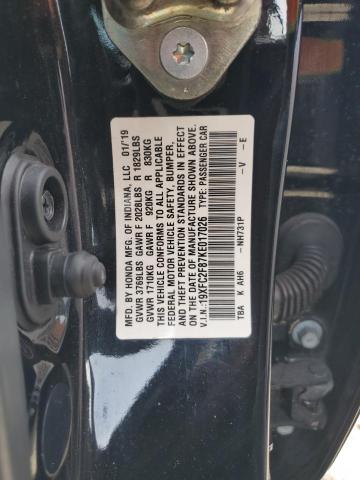 MFD. BY HONDA MFG. OF INDIANA, LLC 01/'19
GVWR 3769LBS GAWR F 2028LBS R 1829LBS
GVWR 1710KG GAWR F 920KG R 830KG
THIS VEHICLE CONFORMS TO ALL APPLICABLE
FEDERAL MOTOR VEHICLE SAFETY, BUMPER,
AND THEFT PREVENTION STANDARDS IN EFFECT
ON THE DATE OF MANUFACTURE SHOWN ABOVE.
V.I.N.:19XFC2F87KE017026 TYPE: PASSENGER CAR
TBA K AH6 -NH731P -V -E